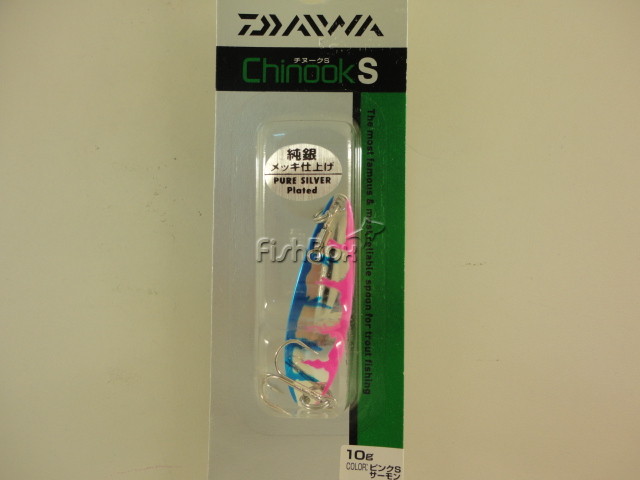 DAIWA
チヌークS
Chinook S
The most famous & most reliable spoon for trout fishing
純銀
メッキ仕上げ
PURE SILVER
Plated
FishBox
10g
COLOR: ピンクS
サーモン